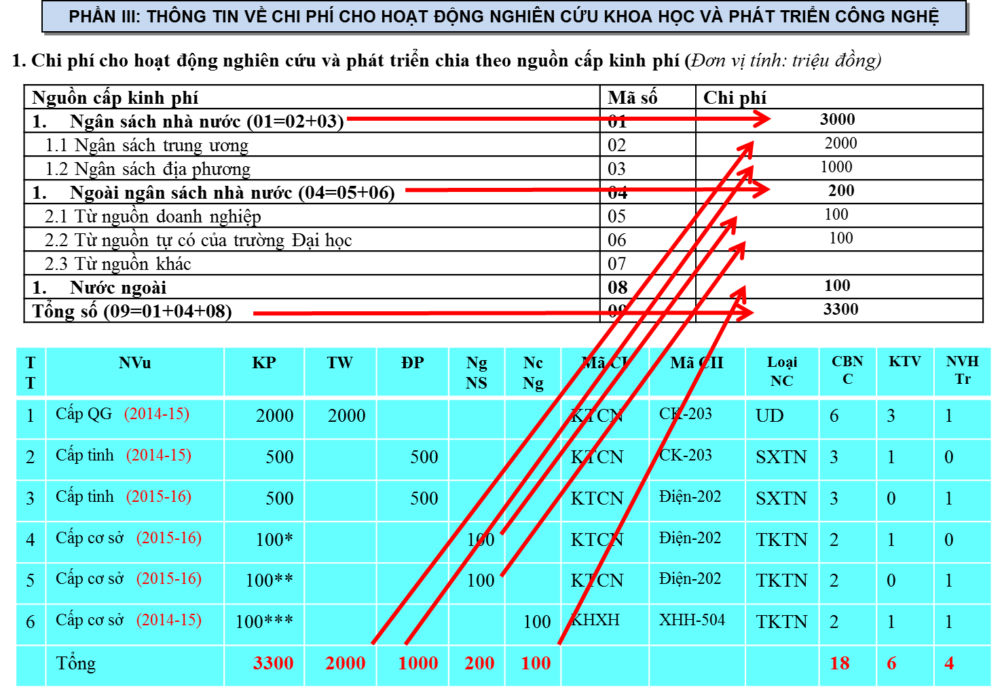 PHẦN III: THÔNG TIN VỀ CHI PHÍ CHO HOẠT ĐỘNG NGHIÊN CỨU KHOA HỌC VÀ PHÁT TRIỂN CÔNG NGHỆ
1. Chi phí cho hoạt động nghiên cứu và phát triển chia theo nguồn cấp kinh phí (Đơn vị tính: triệu đồng)
Nguồn cấp kinh phí Mã số Chi phí
1. Ngân sách nhà nước (01=02+03) 01 3000
1.1 Ngân sách trung ương 02 2000
1.2 Ngân sách địa phương 03 1000
1. Ngoài ngân sách nhà nước (04=05+06) 04 200
2.1 Từ nguồn doanh nghiệp 05 100
2.2 Từ nguồn tự có của trường Đại học 06 100
2.3 Từ nguồn khác 07
1. Nước ngoài 08 100
Tổng số (09=01+04+08) 09 3300
T NVu KP TW ĐP Ng Nc Mã CI Mã CII Loại CBN KTV NVH
T NS Ng NC C Tr
1 Cấp QG (2014-15) 2000 2000 KTCN CK-203 UD 6 3 1
2 Cấp tỉnh (2014-15) 500 500 KTCN CK-203 SXTN 3 1 0
3 Cấp tỉnh (2015-16) 500 500 KTCN Điện-202 SXTN 3 0 1
4 Cấp cơ sở (2015-16) 100* 100 KTCN Điện-202 TKTN 2 1 0
5 Cấp cơ sở (2015-16) 100** 100 KTCN Điện-202 TKTN 2 0 1
6 Cấp cơ sở (2014-15) 100*** 100 KHXH XHH-504 TKTN 2 1 1
Tổng 3300 2000 1000 200 100 18 6 4